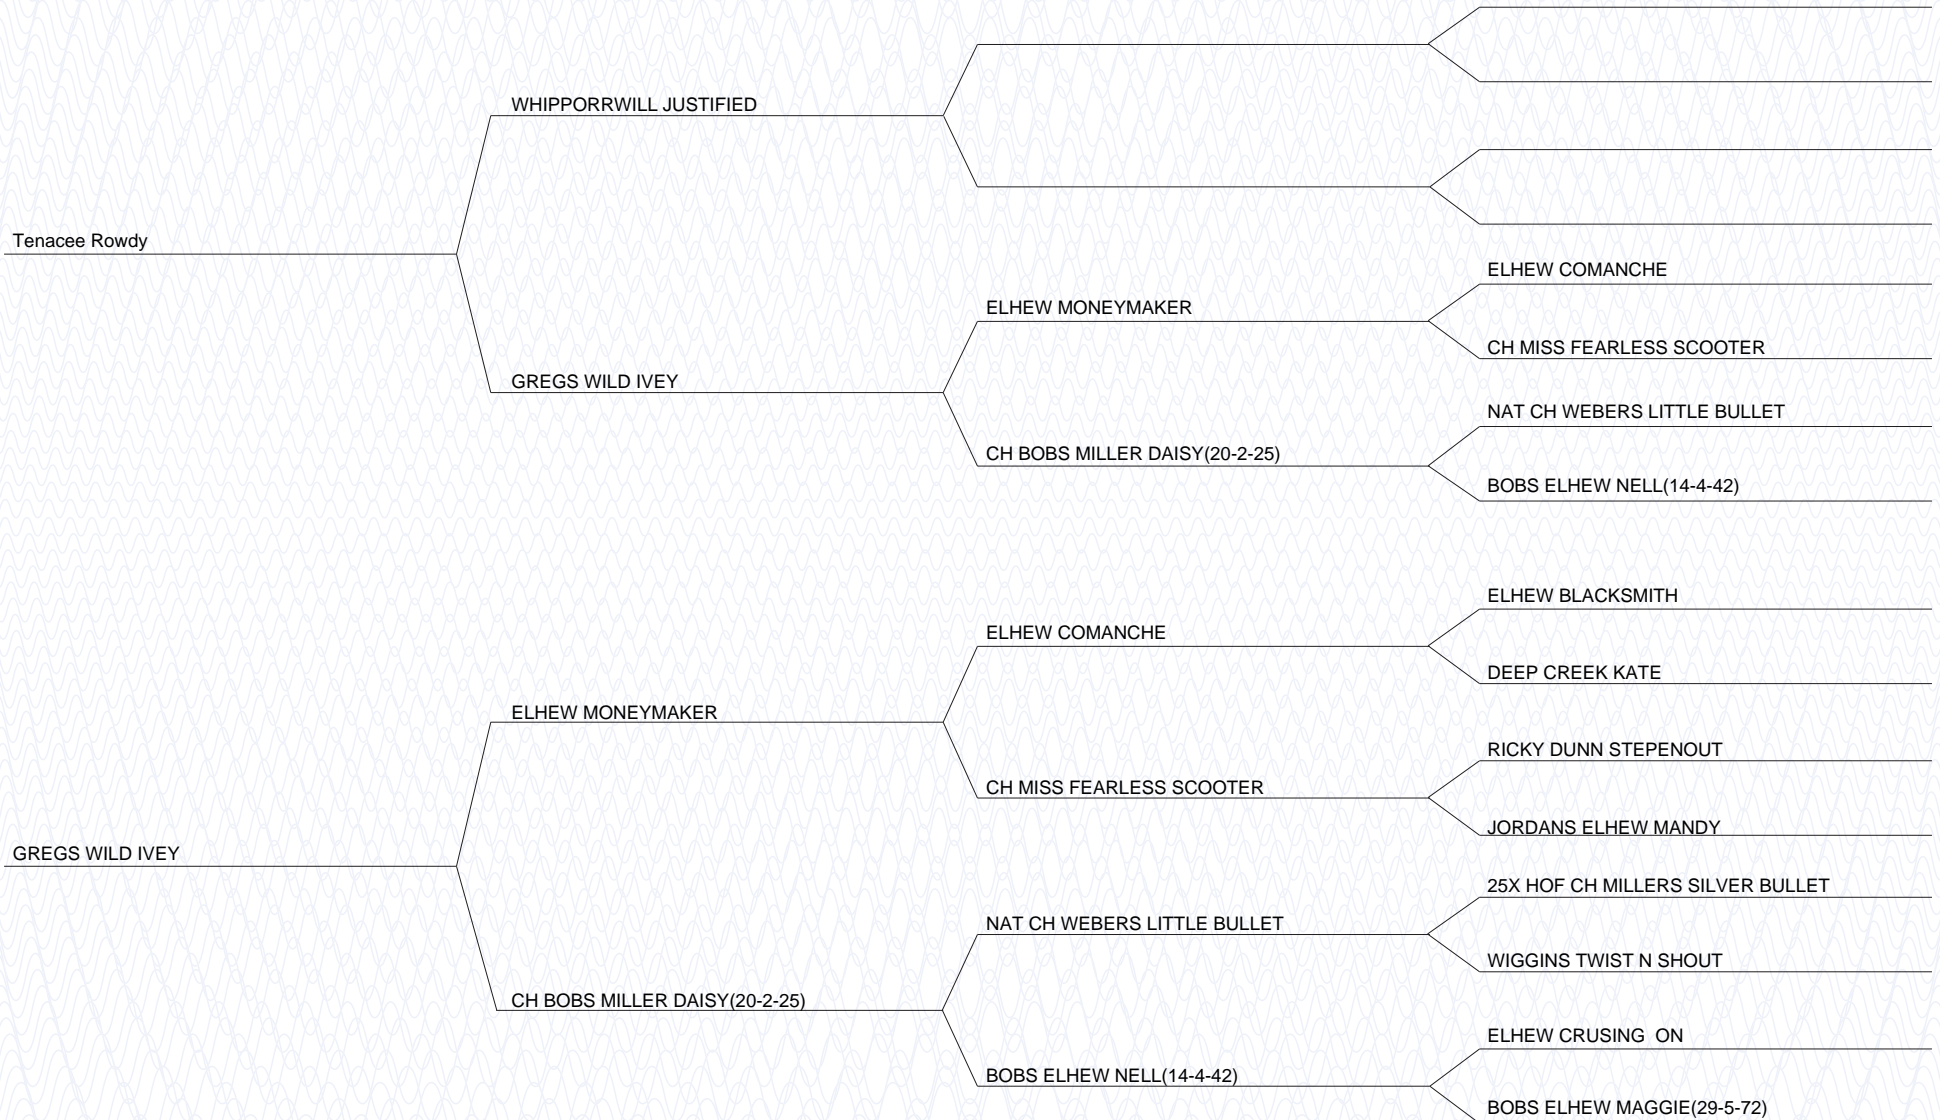 WHIPPORRWILL JUSTIFIED
Tenacee Rowdy
ELHEW COMANCHE
ELHEW MONEYMAKER
CH MISS FEARLESS SCOOTER
GREGS WILD IVEY
NAT CH WEBERS LITTLE BULLET
CH BOBS MILLER DAISY(20-2-25)
BOBS ELHEW NELL(14-4-42)
ELHEW BLACKSMITH
ELHEW COMANCHE
DEEP CREEK KATE
ELHEW MONEYMAKER
RICKY DUNN STEPENOUT
CH MISS FEARLESS SCOOTER
JORDANS ELHEW MANDY
GREGS WILD IVEY
25X HOF CH MILLERS SILVER BULLET
NAT CH WEBERS LITTLE BULLET
WIGGINS TWIST N SHOUT
CH BOBS MILLER DAISY(20-2-25)
ELHEW CRUSING  ON
BOBS ELHEW NELL(14-4-42)
BOBS ELHEW MAGGIE(29-5-72)